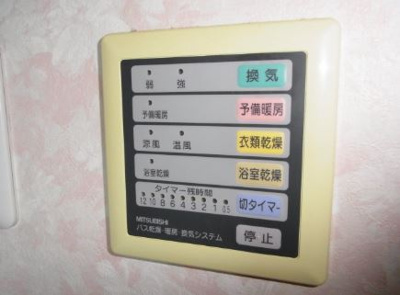 弱 強 換気
予備暖房 予備暖房
涼風 温風 衣類乾燥
浴室乾燥 浴室乾燥
タイマー残時間
12 10 8 6 4 3 2 1 0.5 切タイマー
MITSUBISHI
バス乾燥・暖房 換気システム
停止